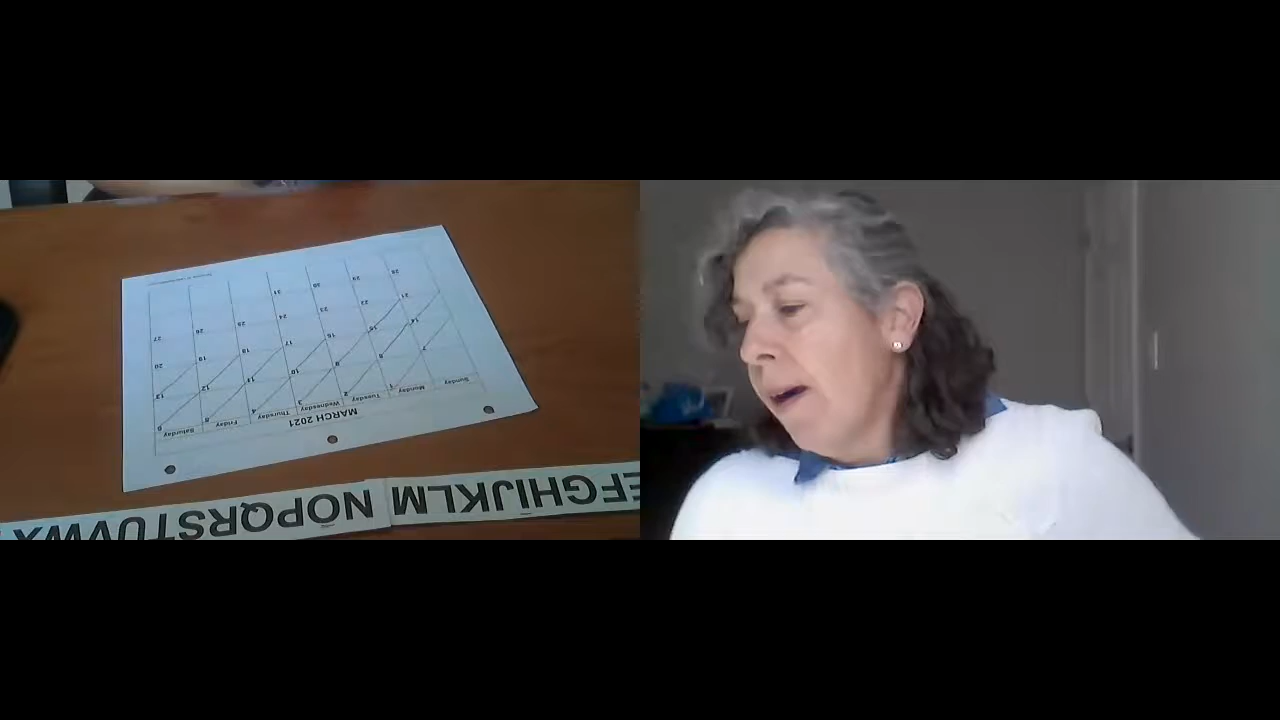 MARCH 2021
Sunday Monday Tuesday Wednesday Thursday Friday Saturday
1 2 3 4 5 6
7 8 9 10 11 12 13
14 15 16 17 18 19 20
21 22 23 24 25 26 27
28 29 30 31
EFGHIJKLM NOPQRSTUVWX